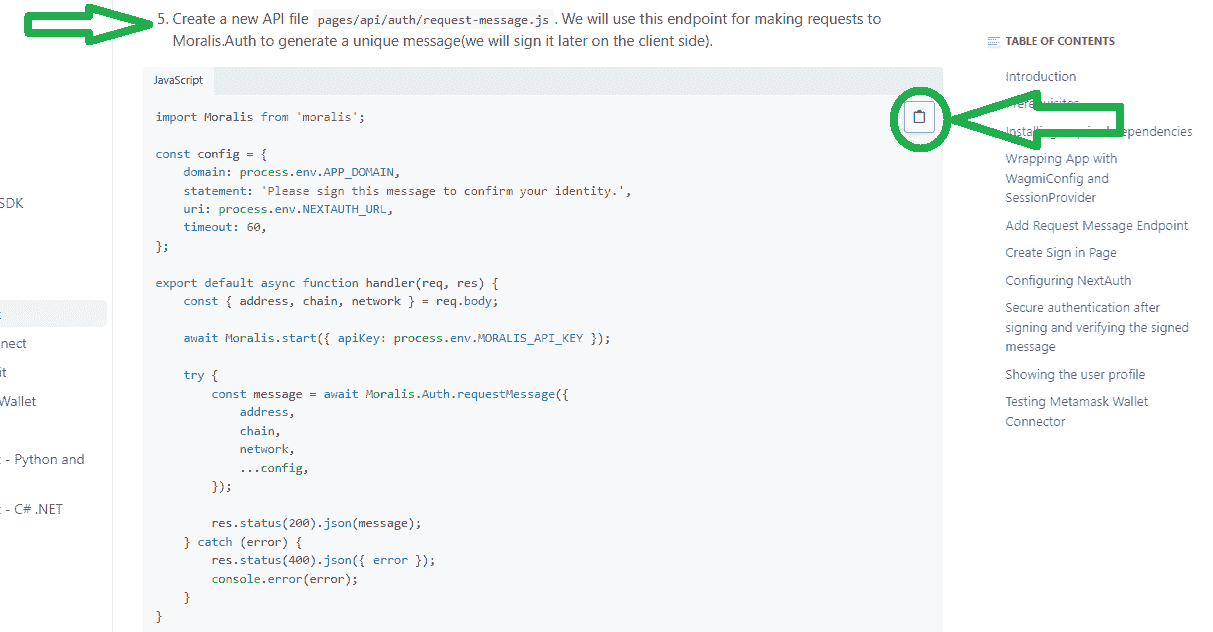 5. Create a new API file pages/api/auth/request-message.js . We will use this endpoint for making requests to
Moralis.Auth to generate a unique message(we will sign it later on the client side).
JavaScript
import Moralis from 'moralis';
const config = {
domain: process.env.APP_DOMAIN,
statement: 'Please sign this message to confirm your identity.',
uri: process.env.NEXTAUTH_URL,
timeout: 60,
};
export default async function handler(req, res) {
const { address, chain, network } = req.body;
await Moralis.start({ apiKey: process.env.MORALIS_API_KEY });
try {
const message = await Moralis.Auth.requestMessage({
address,
chain,
network,
...config,
});
res.status(200).json(message);
} catch (error) {
res.status(400).json({ error });
console.error(error);
}
}
TABLE OF CONTENTS
Introduction
Wrapping App with
WagmiConfig and
SessionProvider
Add Request Message Endpoint
Create Sign in Page
Configuring NextAuth
Secure authentication after
signing and verifying the signed
message
Showing the user profile
Testing Metamask Wallet
Connector
SDK
nect
it
Wallet
: - Python and
: - C# .NET